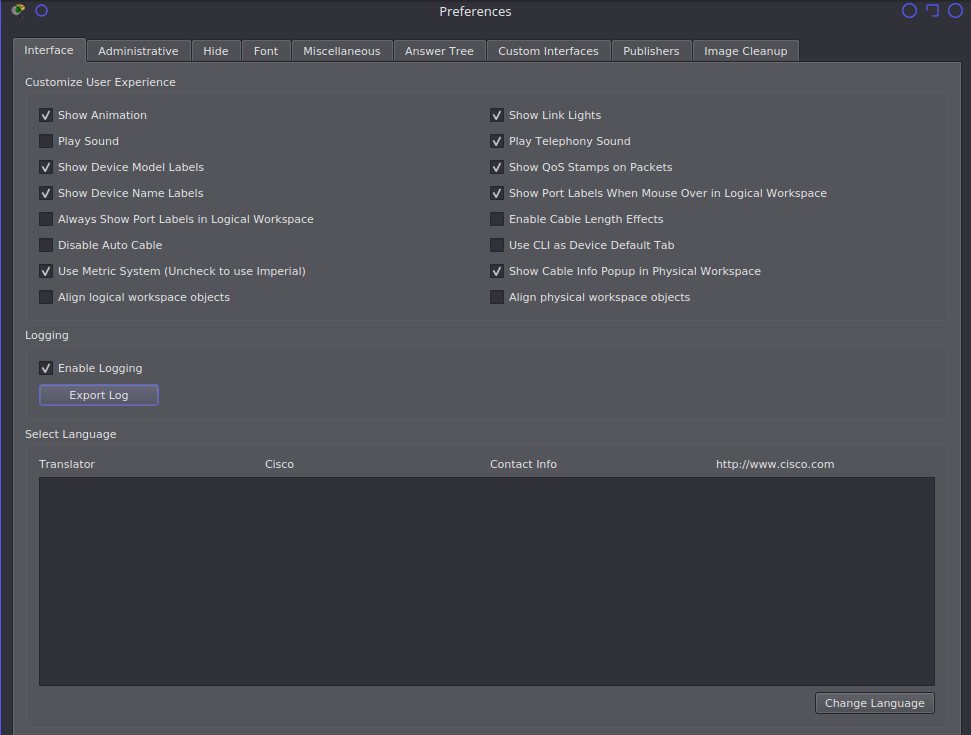 Preferences
Interface Administrative Hide Font Miscellaneous Answer Tree Custom Interfaces Publishers Image Cleanup
Customize User Experience
Show Animation Show Link Lights
Play Sound Play Telephony Sound
Show Device Model Labels Show QoS Stamps on Packets
Show Device Name Labels Show Port Labels When Mouse Over in Logical Workspace
Always Show Port Labels in Logical Workspace Enable Cable Length Effects
Disable Auto Cable Use CLI as Device Default Tab
Use Metric System (Uncheck to use Imperial) Show Cable Info Popup in Physical Workspace
Align logical workspace objects Align physical workspace objects
Logging
Enable Logging
Export Log
Select Language
Translator Cisco Contact Info http://www.cisco.com
Change Language